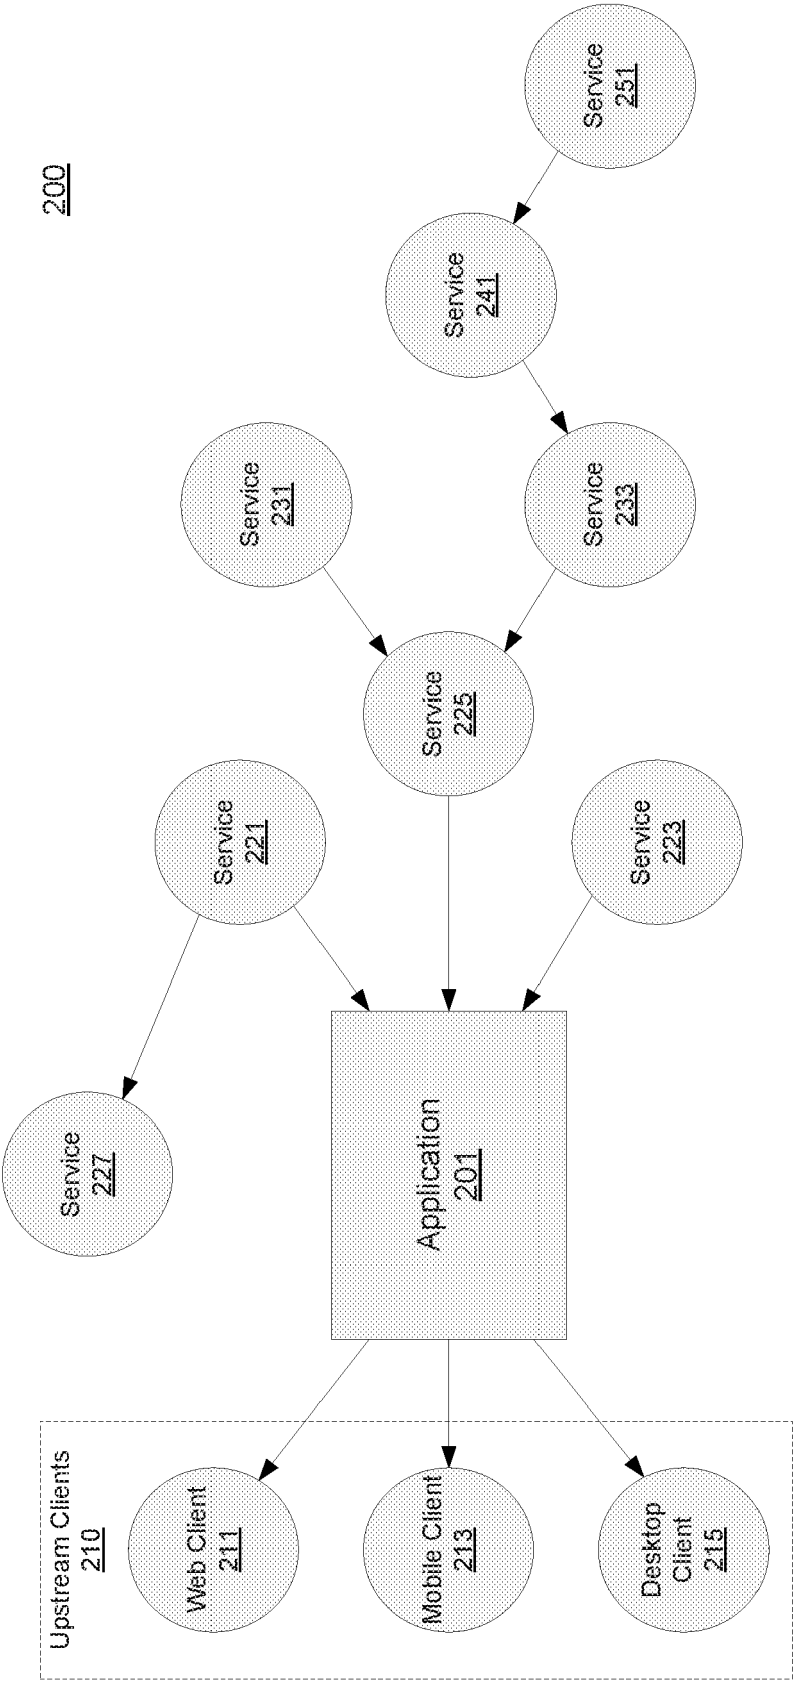 200
Upstream Clients
210
Web Client
211
Mobile Client
213
Desktop
Client
215
Application
201
Service
227
Service
221
Service
225
Service
223
Service
231
Service
233
Service
241
Service
251